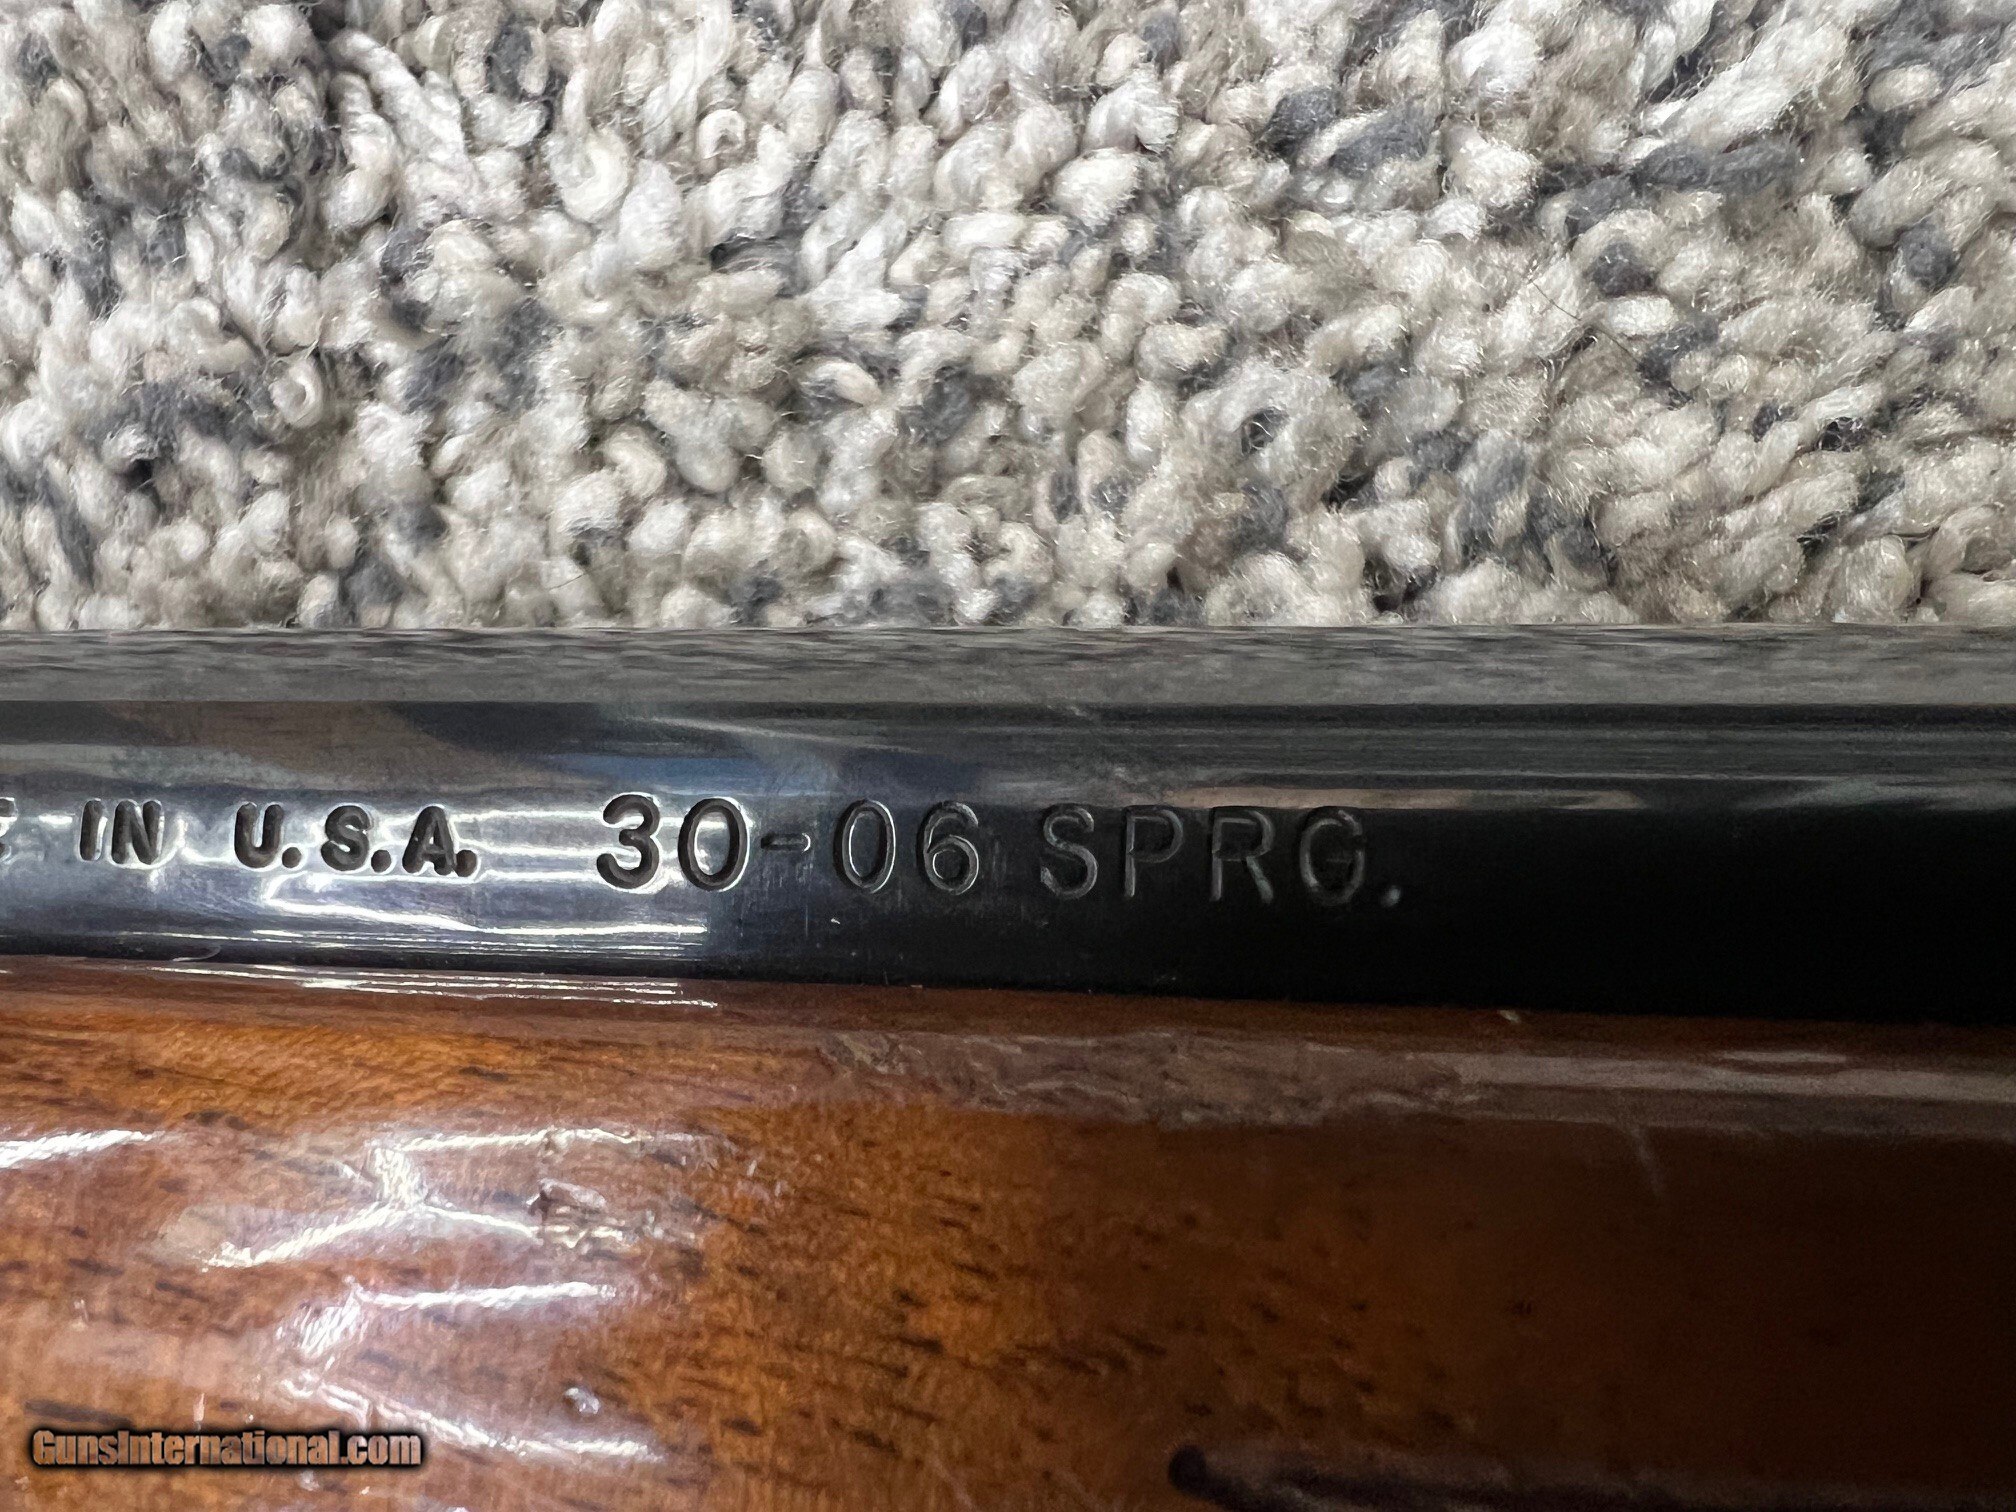 IN U.S.A. 30-06 SPRG.
GunsInternational.com